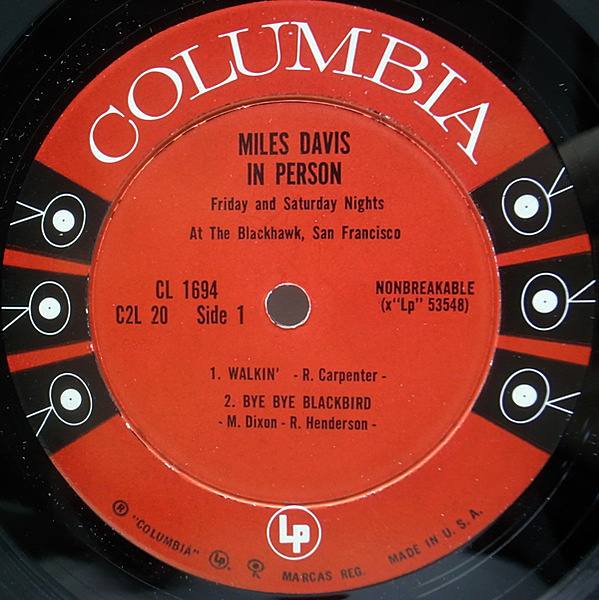 COLUMBIA
MILES DAVIS
IN PERSON
Friday and Saturday Nights
At The Blackhawk, San Francisco
CL 1694
C2L 20 Side 1
NONBREAKABLE
(x"Lp" 53548)
1. WALKIN' - R. Carpenter -
2. BYE BYE BLACKBIRD
- M. Dixon - R. Henderson -
LP
® "COLUMBIA" LP. MARCAS REG. MADE IN U. S. A.